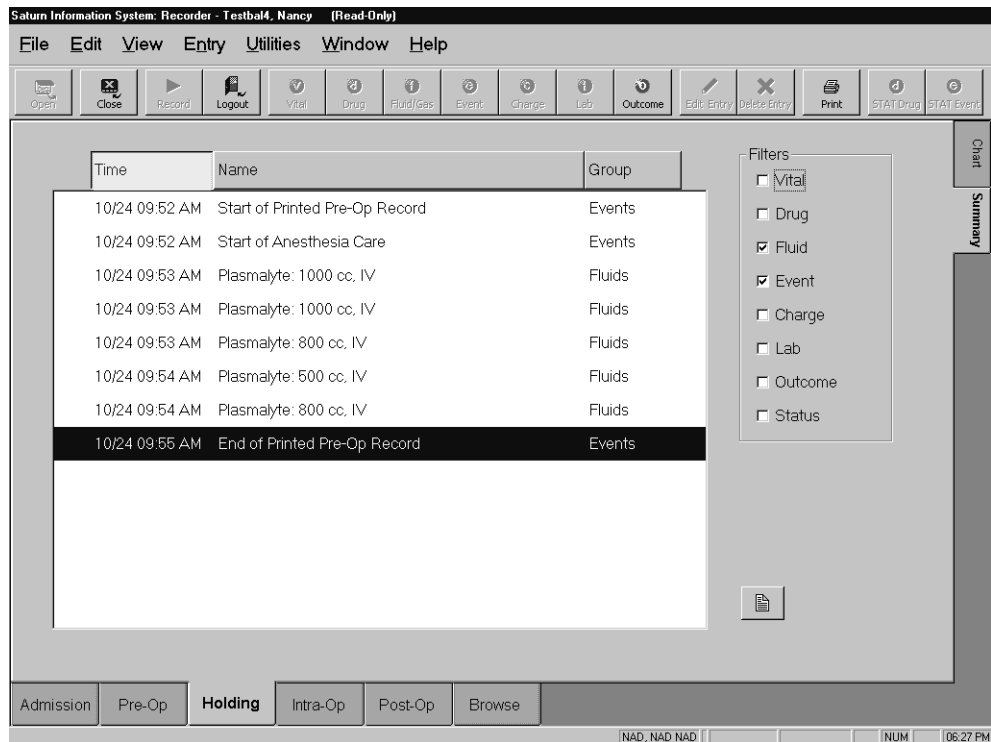 Saturn Information System: Recorder - Testbal4, Nancy (Read-Only)
File Edit View Entry Utilities Window Help
Open Close Record Logout Vital Drug Fluid/Gas Event Charge Lab Outcome Edit Entry Delete Entry Print STAT Drug STAT Event
Chart
Summary
Time Name Group
10/24 09:52 AM Start of Printed Pre-Op Record Events
10/24 09:52 AM Start of Anesthesia Care Events
10/24 09:53 AM Plasmalyte: 1000 cc, IV Fluids
10/24 09:53 AM Plasmalyte: 1000 cc, IV Fluids
10/24 09:53 AM Plasmalyte: 800 cc, IV Fluids
10/24 09:54 AM Plasmalyte: 500 cc, IV Fluids
10/24 09:54 AM Plasmalyte: 800 cc, IV Fluids
10/24 09:55 AM End of Printed Pre-Op Record Events
Filters
Vital
Drug
Fluid
Event
Charge
Lab
Outcome
Status
Admission Pre-Op Holding Intra-Op Post-Op Browse
NAD, NAD NAD NUM 06:27 PM